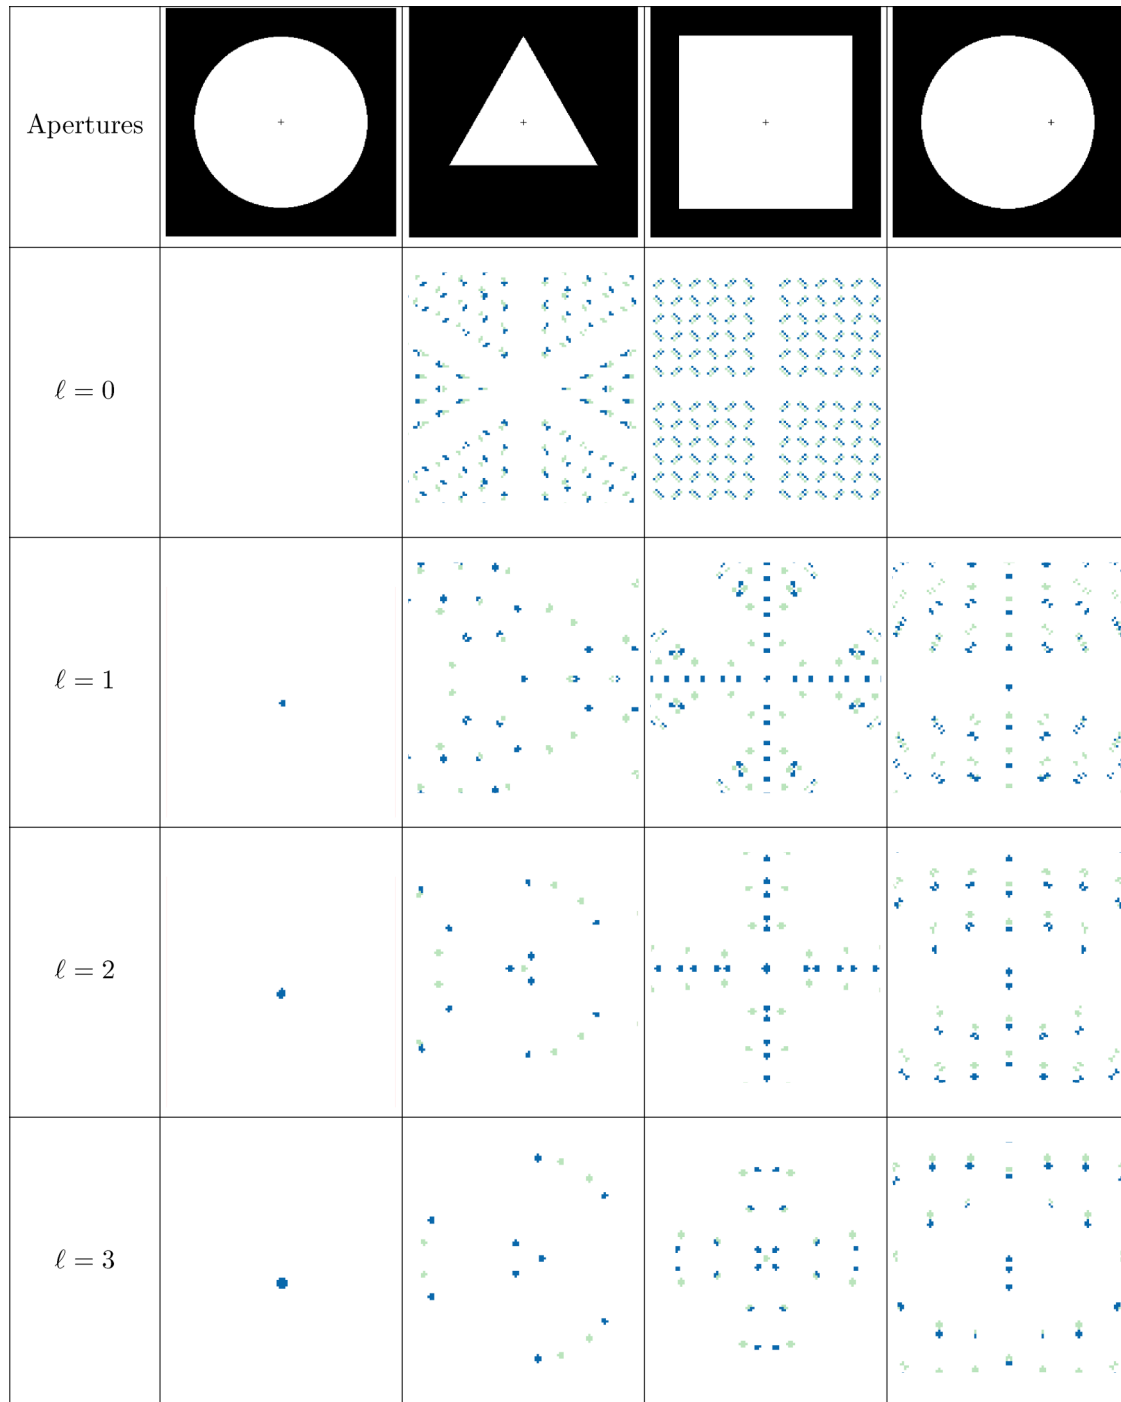 Apertures
ℓ = 0
ℓ = 1
ℓ = 2
ℓ = 3